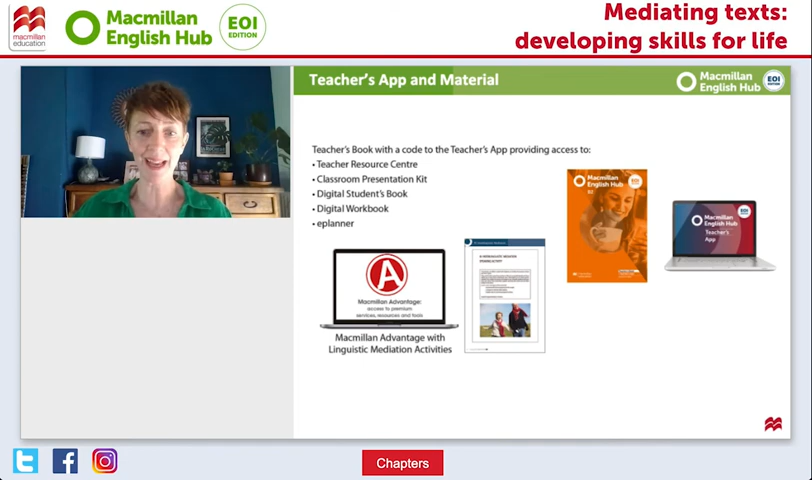 macmillan
education
Macmillan
English Hub
EOI
EDITION
Mediating texts:
developing skills for life
Teacher's App and Material
Macmillan
English Hub
EOI
EDITION
Teacher's Book with a code to the Teacher's App providing access to:
• Teacher Resource Centre
• Classroom Presentation Kit
• Digital Student's Book
• Digital Workbook
• eplanner
Macmillan
English Hub
Macmillan
English Hub
Teacher's
App
A
Macmillan Advantage:
access to premium
services, resources and tools
Macmillan Advantage with
Linguistic Mediation Activities
Chapters